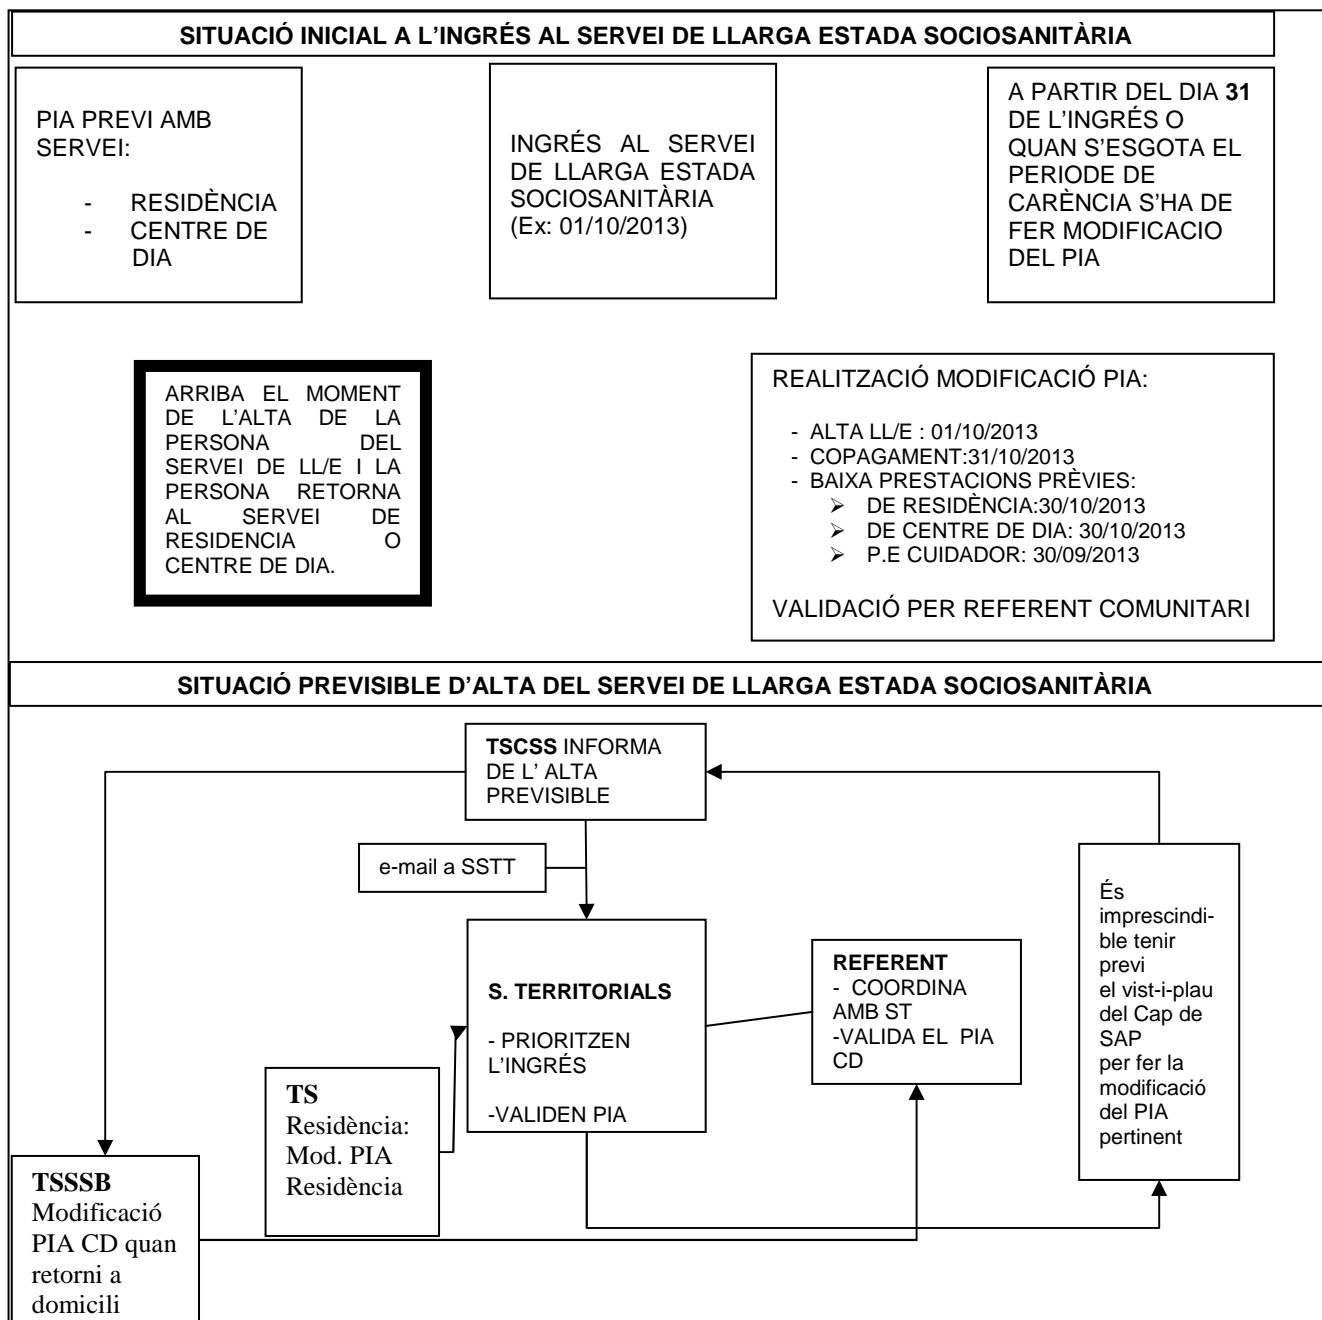 SITUACIÓ INICIAL A L'INGRÉS AL SERVEI DE LLARGA ESTADA SOCIOSANITÀRIA
PIA PREVI AMB
SERVEI:
- RESIDÈNCIA
- CENTRE DE
DIA
INGRÉS AL SERVEI
DE LLARGA ESTADA
SOCIOSANITÀRIA
(Ex: 01/10/2013)
A PARTIR DEL DIA 31
DE L'INGRÉS O
QUAN S'ESGOTA EL
PERIODE DE
CARÈNCIA S'HA DE
FER MODIFICACIO
DEL PIA
ARRIBA EL MOMENT
DE L'ALTA DE LA
PERSONA DEL
SERVEI DE LL/E I LA
PERSONA RETORNA
AL SERVEI DE
RESIDENCIA O
CENTRE DE DIA.
REALITZACIÓ MODIFICACIÓ PIA:
- ALTA LL/E : 01/10/2013
- COPAGAMENT:31/10/2013
- BAIXA PRESTACIONS PRÈVIES:
➢ DE RESIDÈNCIA:30/10/2013
➢ DE CENTRE DE DIA: 30/10/2013
➢ P.E CUIDADOR: 30/09/2013
VALIDACIÓ PER REFERENT COMUNITARI
SITUACIÓ PREVISIBLE D'ALTA DEL SERVEI DE LLARGA ESTADA SOCIOSANITÀRIA
TSCSS INFORMA
DE L' ALTA
PREVISIBLE
e-mail a SSTT
S. TERRITORIALS
- PRIORITZEN
L'INGRÉS
-VALIDEN PIA
REFERENT
- COORDINA
AMB ST
-VALIDA EL PIA
CD
És
imprescindi-
ble tenir
previ
el vist-i-plau
del Cap de
SAP
per fer la
modificació
del PIA
pertinent
TS
Residència:
Mod. PIA
Residència
TSSSB
Modificació
PIA CD quan
retorni a
domicili